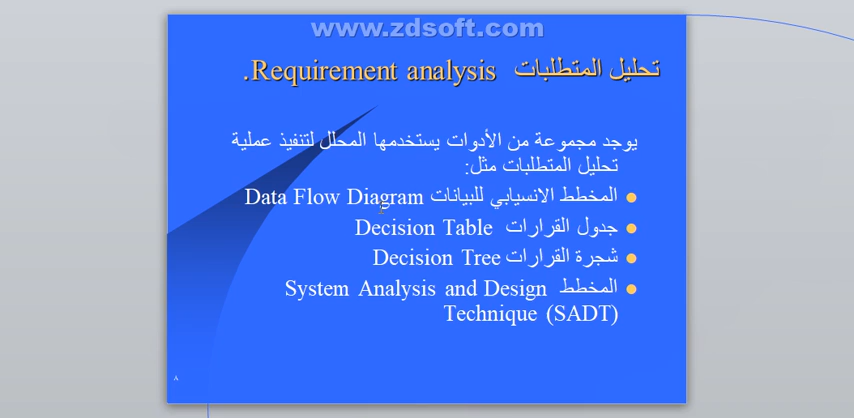 www.zdsoft.com
تحليل المتطلبات Requirement analysis.
يوجد مجموعة من الأدوات يستخدمها المحلل لتنفيذ عملية
تحليل المتطلبات مثل:
المخطط الانسيابي للبيانات Data Flow Diagram
جدول القرارات Decision Table
شجرة القرارات Decision Tree
المخطط System Analysis and Design
Technique (SADT)
٨